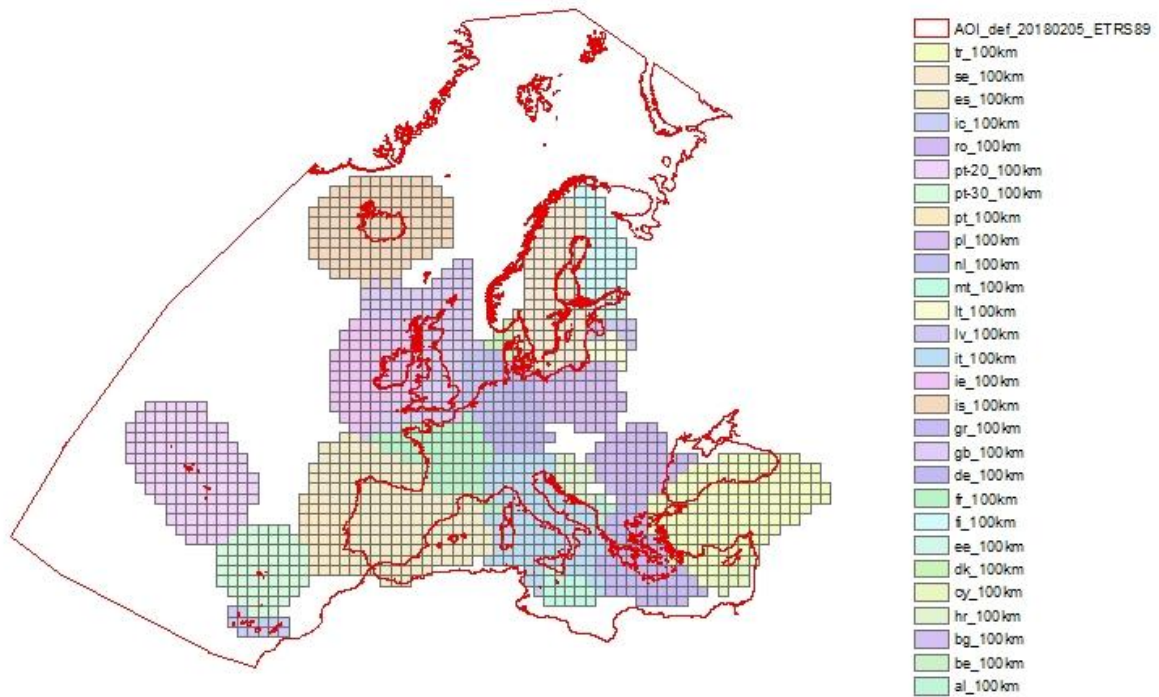 AOI_def_20180205_ETRS89
tr_100km
se_100km
es_100km
ic_100km
ro_100km
pt-20_100km
pt-30_100km
pt_100km
pl_100km
nl_100km
mt_100km
lt_100km
lv_100km
it_100km
ie_100km
is_100km
gr_100km
gb_100km
de_100km
fr_100km
fi_100km
ee_100km
dk_100km
cy_100km
hr_100km
bg_100km
be_100km
al_100km